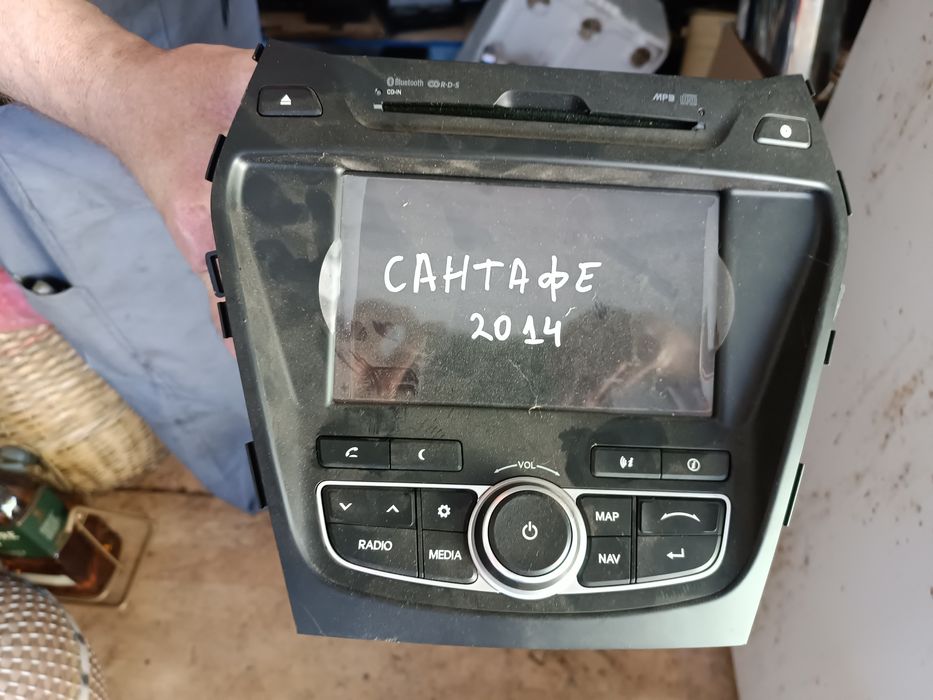 Bluetooth R·D·S
CD-IN
MP3
САНТАФЕ
2014
VOL
RADIO
MEDIA
MAP
NAV